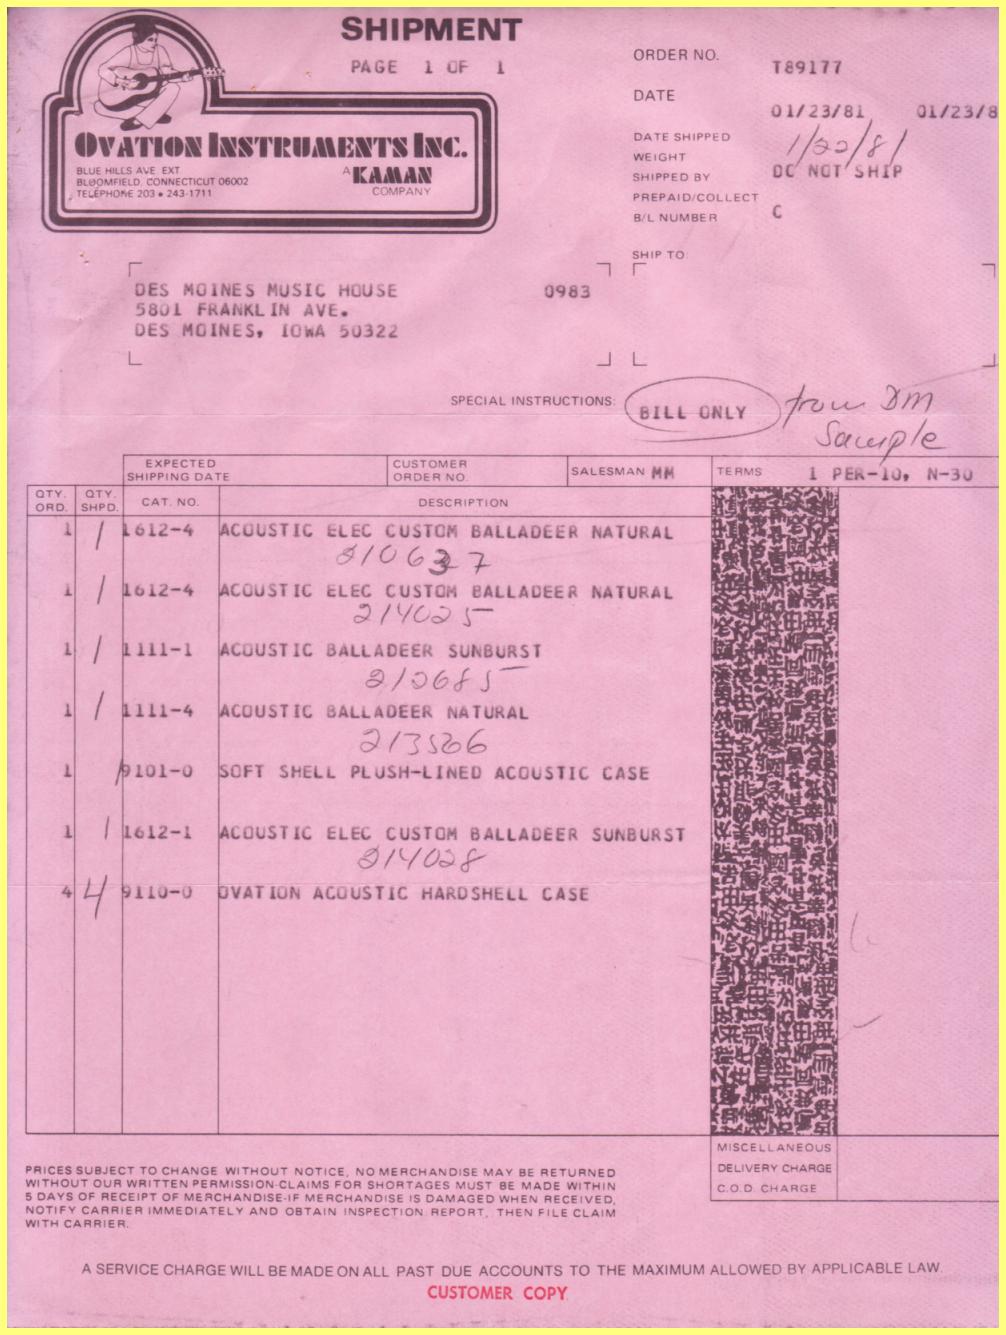 SHIPMENT
PAGE 1 OF 1
OVATION INSTRUMENTS INC.
BLUE HILLS AVE. EXT
BLOOMFIELD, CONNECTICUT 06002
TELEPHONE 203 • 243-1711
A KAMAN COMPANY
ORDER NO. T89177
DATE 01/23/81 01/23/8
DATE SHIPPED 1/22/81
WEIGHT
SHIPPED BY DO NOT SHIP
PREPAID/COLLECT
B/L NUMBER C
SHIP TO:
DES MOINES MUSIC HOUSE 0983
5801 FRANKLIN AVE.
DES MOINES, IOWA 50322
SPECIAL INSTRUCTIONS: BILL ONLY from DM
Sample
EXPECTED SHIPPING DATE
CUSTOMER ORDER NO.
SALESMAN MM
TERMS 1 PER-10, N-30
QTY. ORD. QTY. SHPD. CAT. NO. DESCRIPTION
1 1 1612-4 ACOUSTIC ELEC CUSTOM BALLADEER NATURAL
210637
1 1 1612-4 ACOUSTIC ELEC CUSTOM BALLADEER NATURAL
214025
1 1 1111-1 ACOUSTIC BALLADEER SUNBURST
212685
1 1 1111-4 ACOUSTIC BALLADEER NATURAL
213566
1 1 9101-0 SOFT SHELL PLUSH-LINED ACOUSTIC CASE
1 1 1612-1 ACOUSTIC ELEC CUSTOM BALLADEER SUNBURST
214028
4 4 9110-0 OVATION ACOUSTIC HARDSHELL CASE
MISCELLANEOUS
DELIVERY CHARGE
C.O.D. CHARGE
PRICES SUBJECT TO CHANGE WITHOUT NOTICE, NO MERCHANDISE MAY BE RETURNED
WITHOUT OUR WRITTEN PERMISSION-CLAIMS FOR SHORTAGES MUST BE MADE WITHIN
5 DAYS OF RECEIPT OF MERCHANDISE-IF MERCHANDISE IS DAMAGED WHEN RECEIVED,
NOTIFY CARRIER IMMEDIATELY AND OBTAIN INSPECTION REPORT, THEN FILE CLAIM
WITH CARRIER.
A SERVICE CHARGE WILL BE MADE ON ALL PAST DUE ACCOUNTS TO THE MAXIMUM ALLOWED BY APPLICABLE LAW.
CUSTOMER COPY